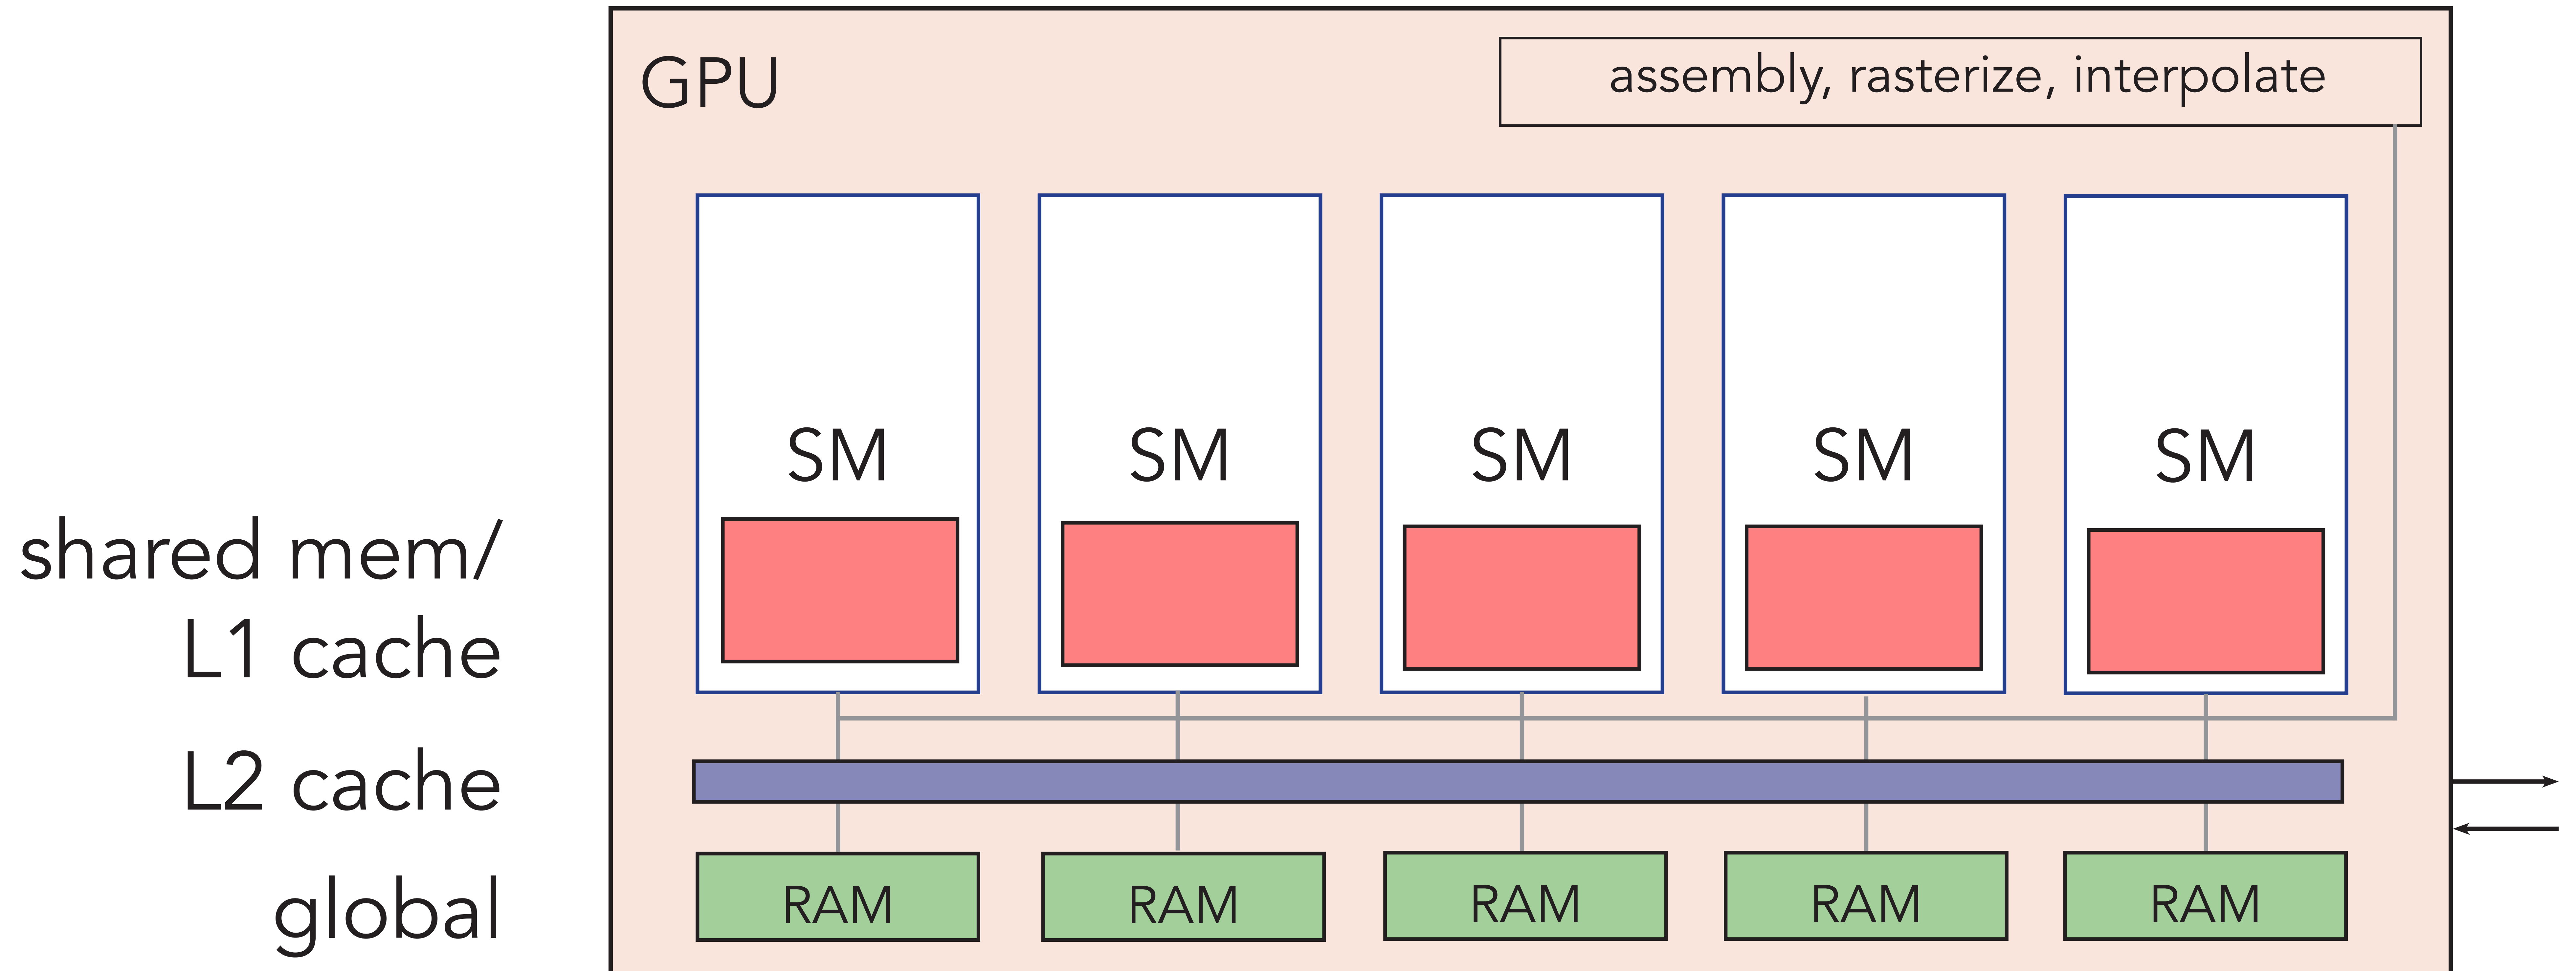 GPU
assembly, rasterize, interpolate
SM
SM
SM
SM
SM
shared mem/
L1 cache
L2 cache
global
RAM
RAM
RAM
RAM
RAM